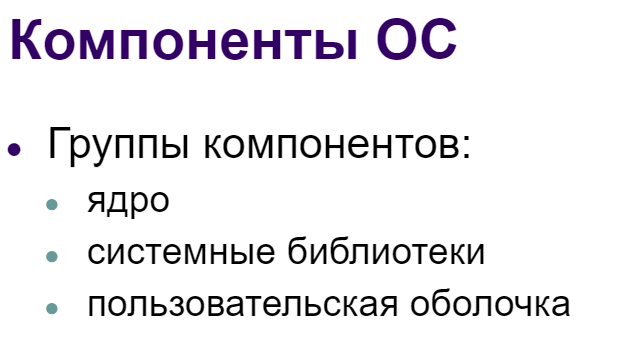 Компоненты ОС
Группы компонентов:
ядро
системные библиотеки
пользовательская оболочка